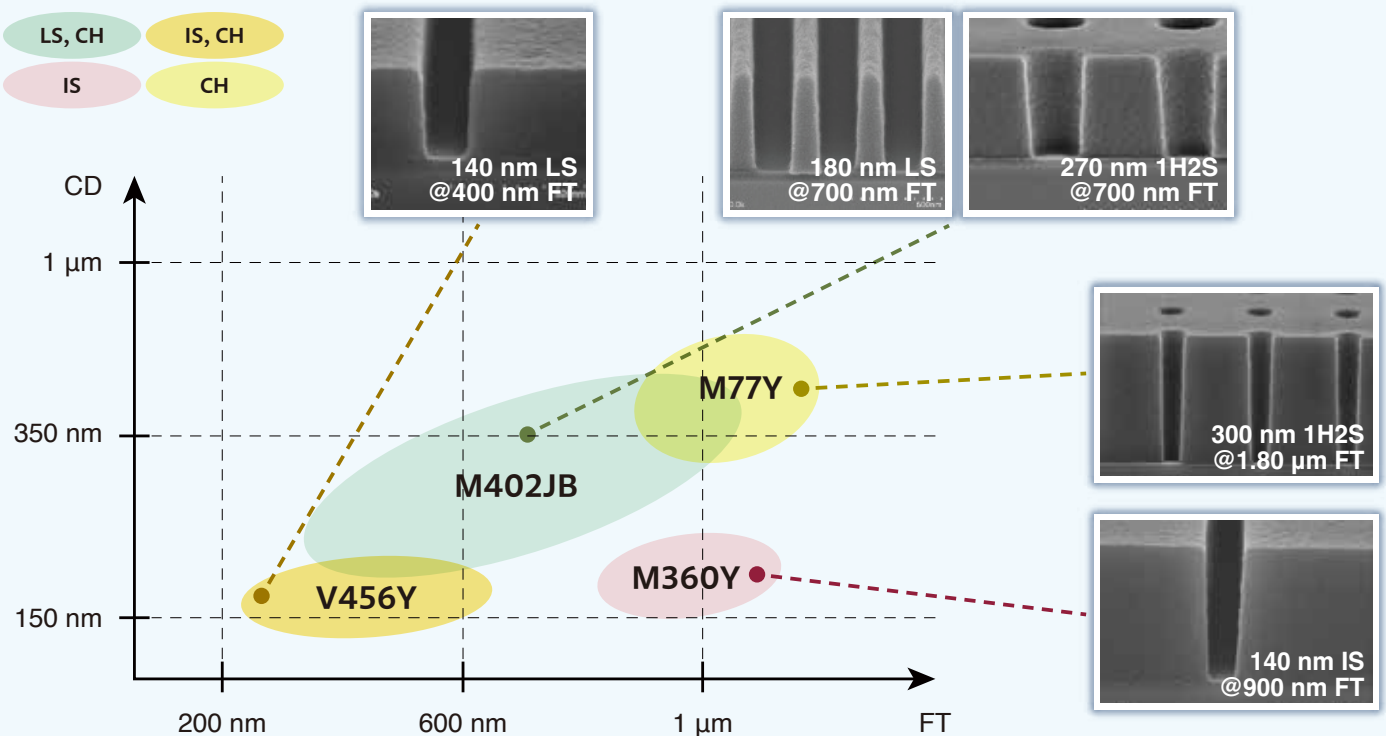 LS, CH
IS, CH
IS
CH
140 nm LS
@400 nm FT
180 nm LS
@700 nm FT
270 nm 1H2S
@700 nm FT
CD
1 µm
350 nm
150 nm
M77Y
M402JB
M360Y
V456Y
300 nm 1H2S
@1.80 µm FT
140 nm IS
@900 nm FT
200 nm
600 nm
1 µm
FT